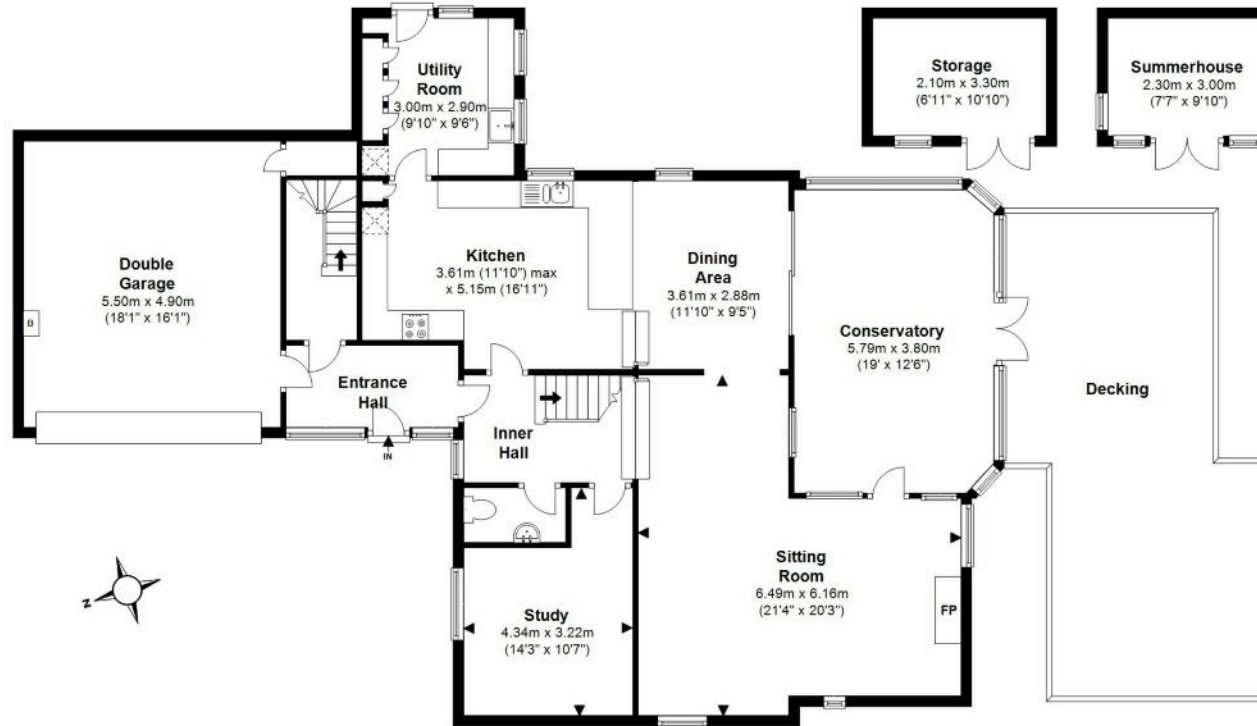 Utility
Room
3.00m x 2.90m
(9'10" x 9'6")
Storage
2.10m x 3.30m
(6'11" x 10'10")
Summerhouse
2.30m x 3.00m
(7'7" x 9'10")
Double
Garage
5.50m x 4.90m
(18'1" x 16'1")
B
Kitchen
3.61m (11'10") max
x 5.15m (16'11")
Dining
Area
3.61m x 2.88m
(11'10" x 9'5")
Conservatory
5.79m x 3.80m
(19' x 12'6")
Decking
Entrance
Hall
IN
Inner
Hall
Sitting
Room
6.49m x 6.16m
(21'4" x 20'3")
FP
Study
4.34m x 3.22m
(14'3" x 10'7")
N